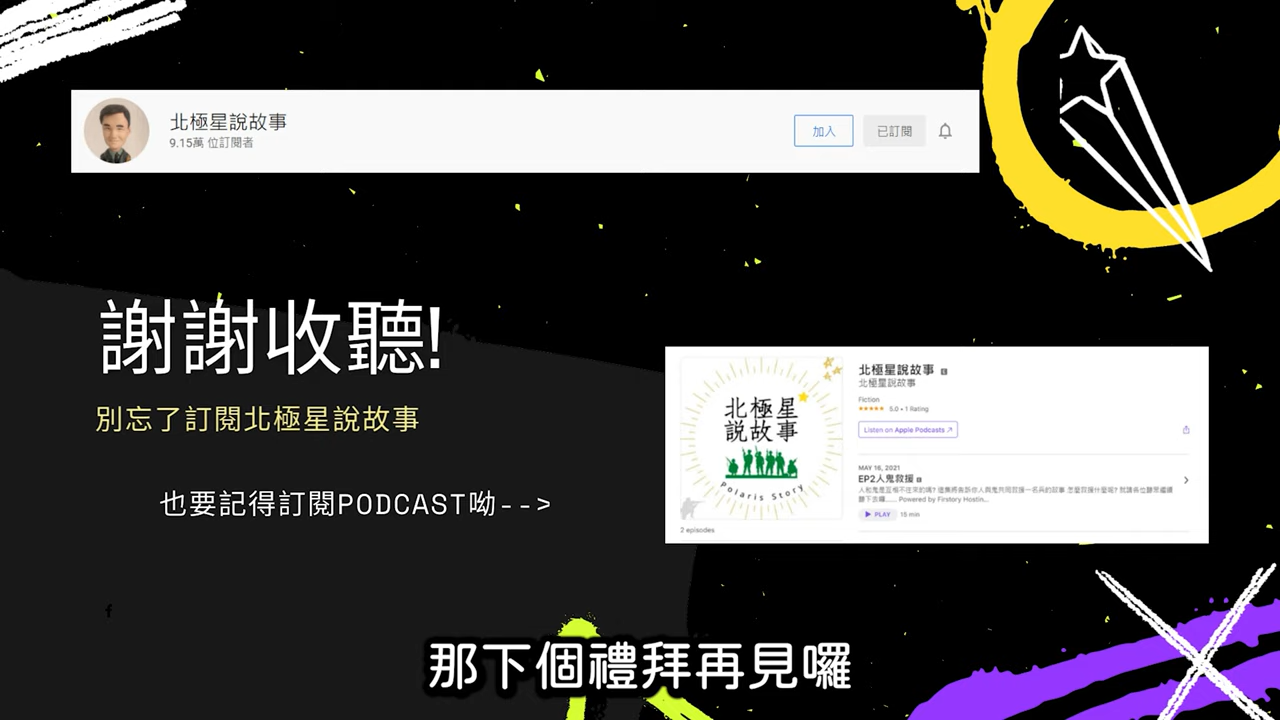 北極星說故事
9.15萬 位訂閱者
加入
已訂閱
謝謝收聽!
別忘了訂閱北極星說故事
也要記得訂閱PODCAST呦-->
北極星
說故事
Polaris Story
2 episodes
北極星說故事 E
北極星說故事
Fiction
★★★★★ 5.0 • 1 Rating
Listen on Apple Podcasts ↗
MAY 16, 2021
EP2人鬼救援 E
Powered by Firstory Hostin...
▶ PLAY 15 min
f
那下個禮拜再見囉